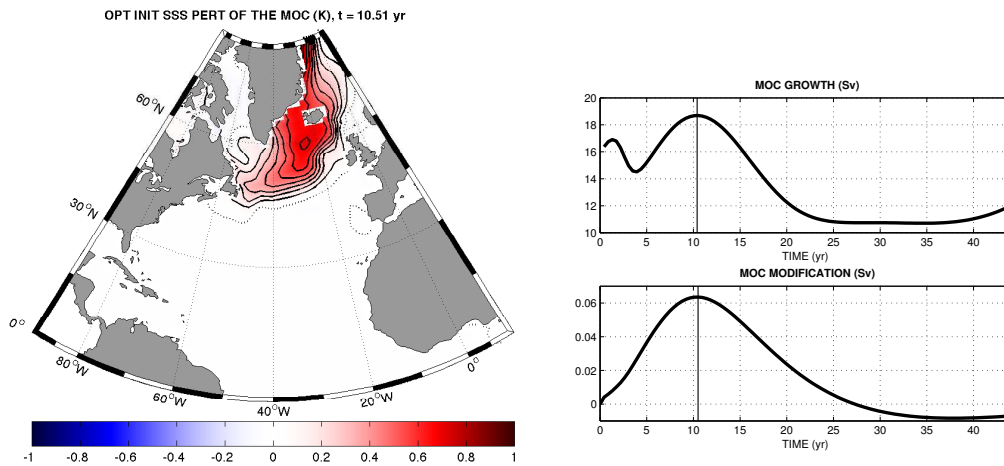 OPT INIT SSS PERT OF THE MOC (K), t = 10.51 yr
60°N
30°N
0°
80°W
60°W
40°W
20°W
0°
-1 -0.8 -0.6 -0.4 -0.2 0 0.2 0.4 0.6 0.8 1
MOC GROWTH (Sv)
20
18
16
14
12
10
0 5 10 15 20 25 30 35 40
TIME (yr)
MOC MODIFICATION (Sv)
0.06
0.04
0.02
0
0 5 10 15 20 25 30 35 40
TIME (yr)